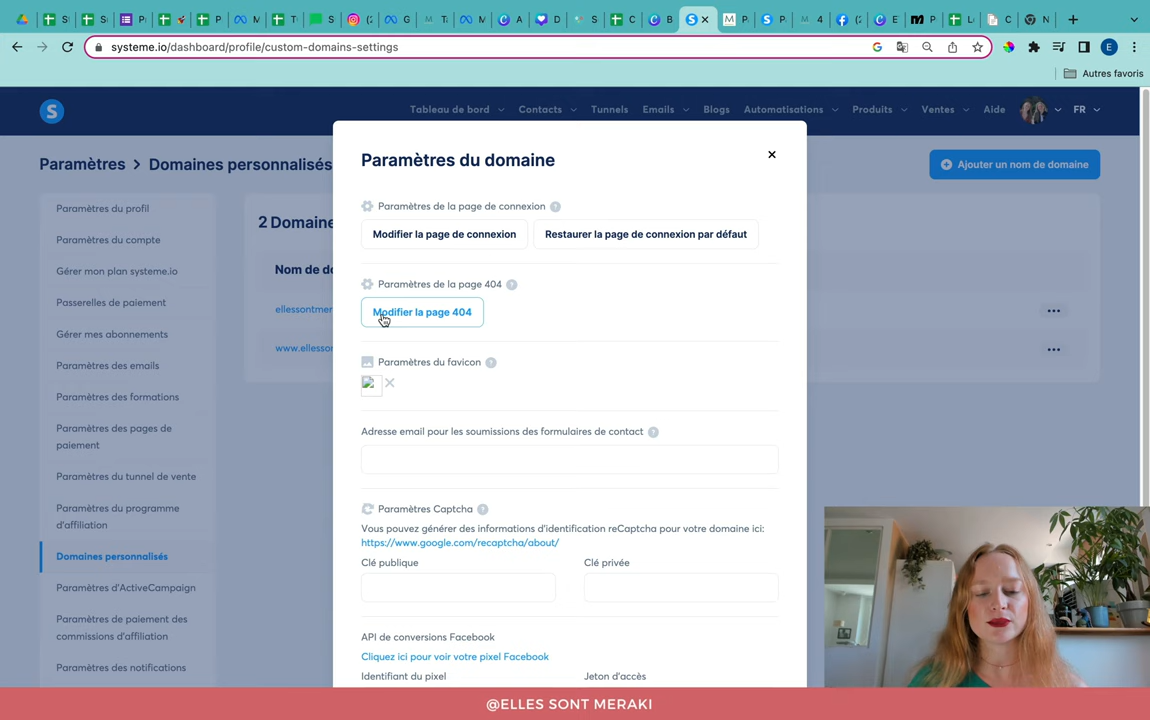 systeme.io/dashboard/profile/custom-domains-settings
Autres favoris
Tableau de bord Contacts Tunnels Emails Blogs Automatisations Produits Ventes Aide FR
Paramètres > Domaines personnalisés
Ajouter un nom de domaine
Paramètres du profil
Paramètres du compte
Gérer mon plan systeme.io
Passerelles de paiement
Gérer mes abonnements
Paramètres des emails
Paramètres des formations
Paramètres des pages de
paiement
Paramètres du tunnel de vente
Paramètres du programme
d'affiliation
Domaines personnalisés
Paramètres d'ActiveCampaign
Paramètres de paiement des
commissions d'affiliation
Paramètres des notifications
2 Domaine
Nom de do
ellessontmer
www.ellesson
Paramètres du domaine
Paramètres de la page de connexion
Modifier la page de connexion
Restaurer la page de connexion par défaut
Paramètres de la page 404
Modifier la page 404
Paramètres du favicon
Adresse email pour les soumissions des formulaires de contact
Paramètres Captcha
Vous pouvez générer des informations d'identification reCaptcha pour votre domaine ici:
https://www.google.com/recaptcha/about/
Clé publique
Clé privée
API de conversions Facebook
Cliquez ici pour voir votre pixel Facebook
Identifiant du pixel
Jeton d'accès
@ELLES SONT MERAKI